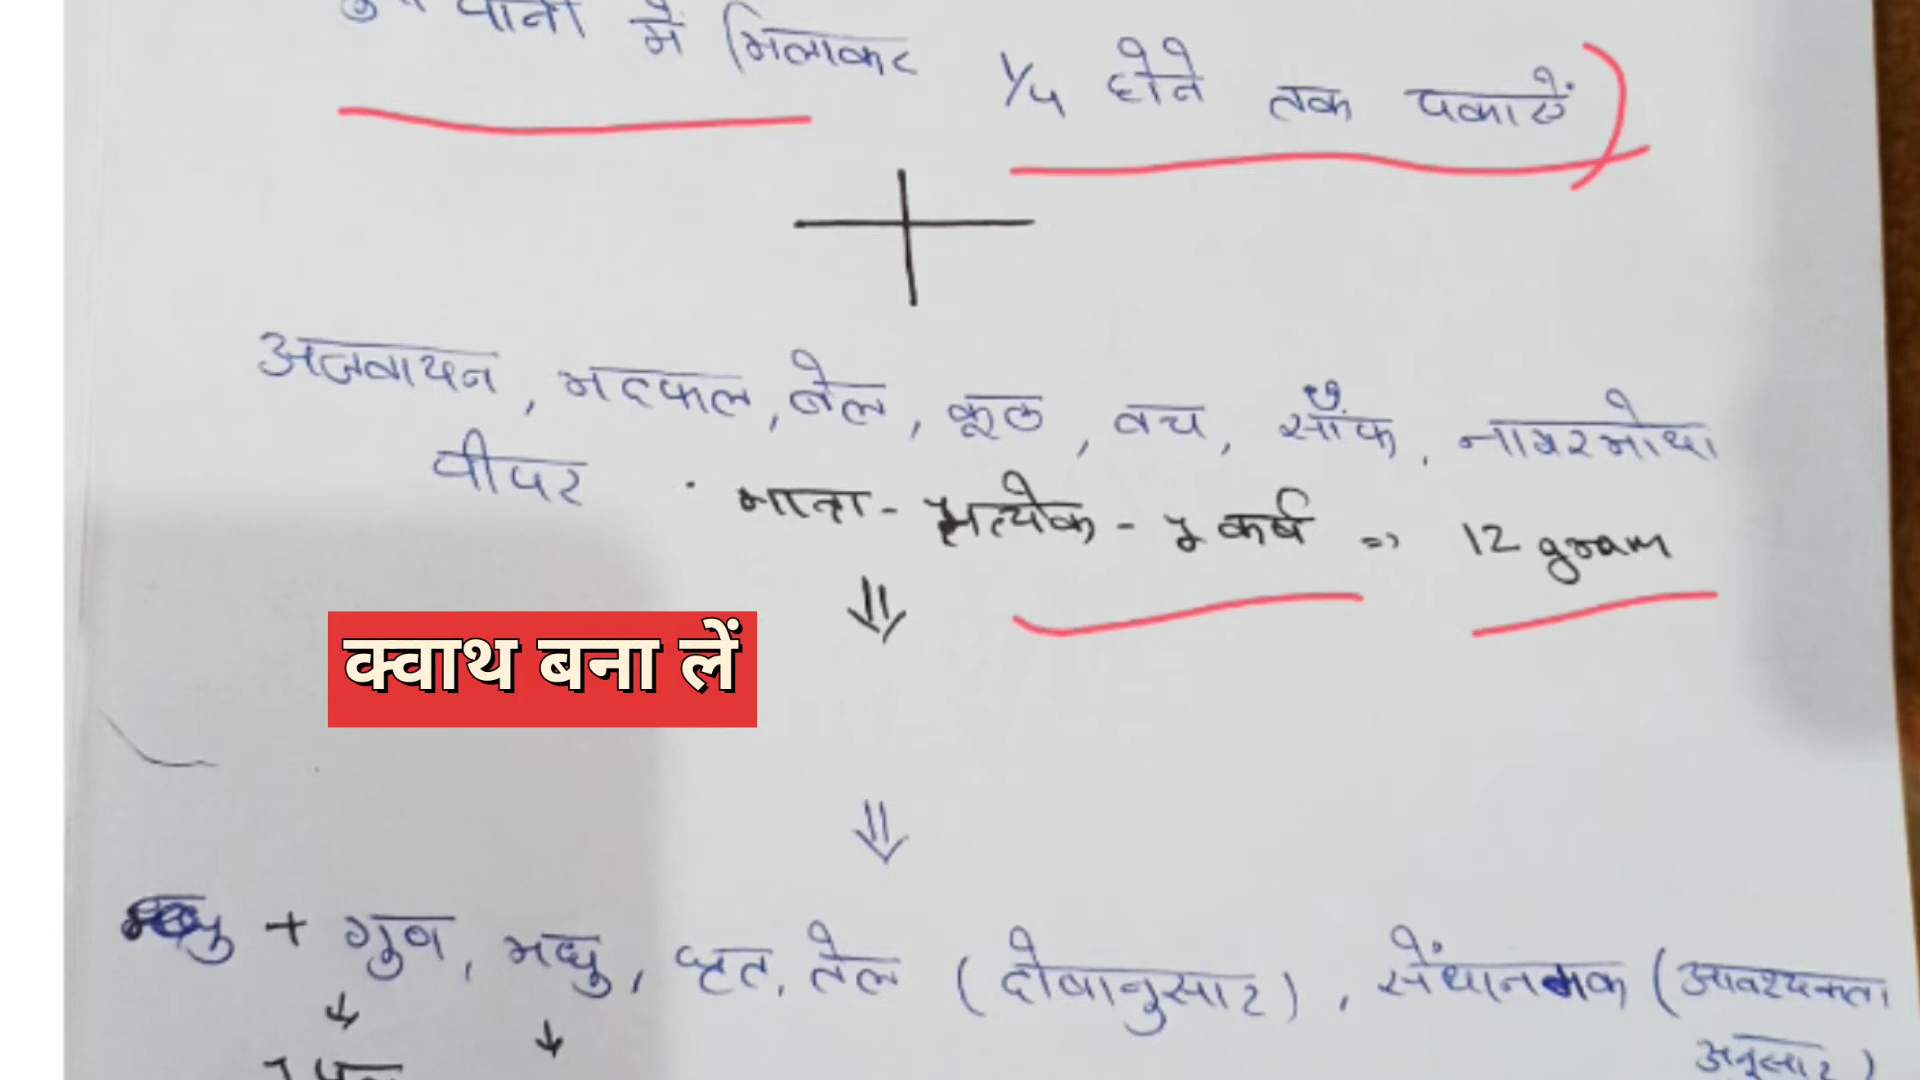 पानी में मिलाकर 1/4 होने तक पकाएं)
+
अजवायन, मदफल, बेल, कूठ, वच, सौंफ, नागरमोथा
पीपर . मात्रा - प्रत्येक - 1 कर्ष => 12 gram
क्वाथ बना लें
+ गुड, मधु, घृत, तेल (दोषानुसार), सेंधानमक (आवश्यकता
अनुसार)